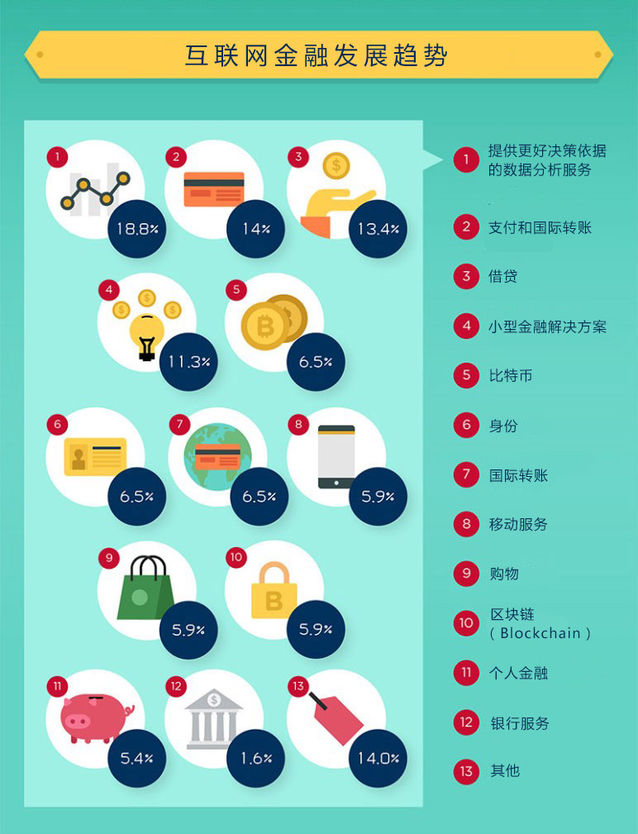 互联网金融发展趋势
1
18.8%
2
14%
3
13.4%
4
11.3%
5
6.5%
6
6.5%
7
6.5%
8
5.9%
9
5.9%
10
B
5.9%
11
5.4%
12
1.6%
13
14.0%
1 提供更好决策依据
的数据分析服务
2 支付和国际转账
3 借贷
4 小型金融解决方案
5 比特币
6 身份
7 国际转账
8 移动服务
9 购物
10 区块链
(Blockchain)
11 个人金融
12 银行服务
13 其他